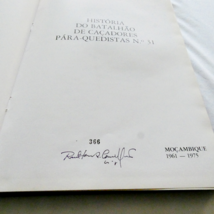 HISTÓRIA
DO BATALHÃO
DE CAÇADORES
PÁRA-QUEDISTAS N.º 31
366
MOÇAMBIQUE
1961 — 1975